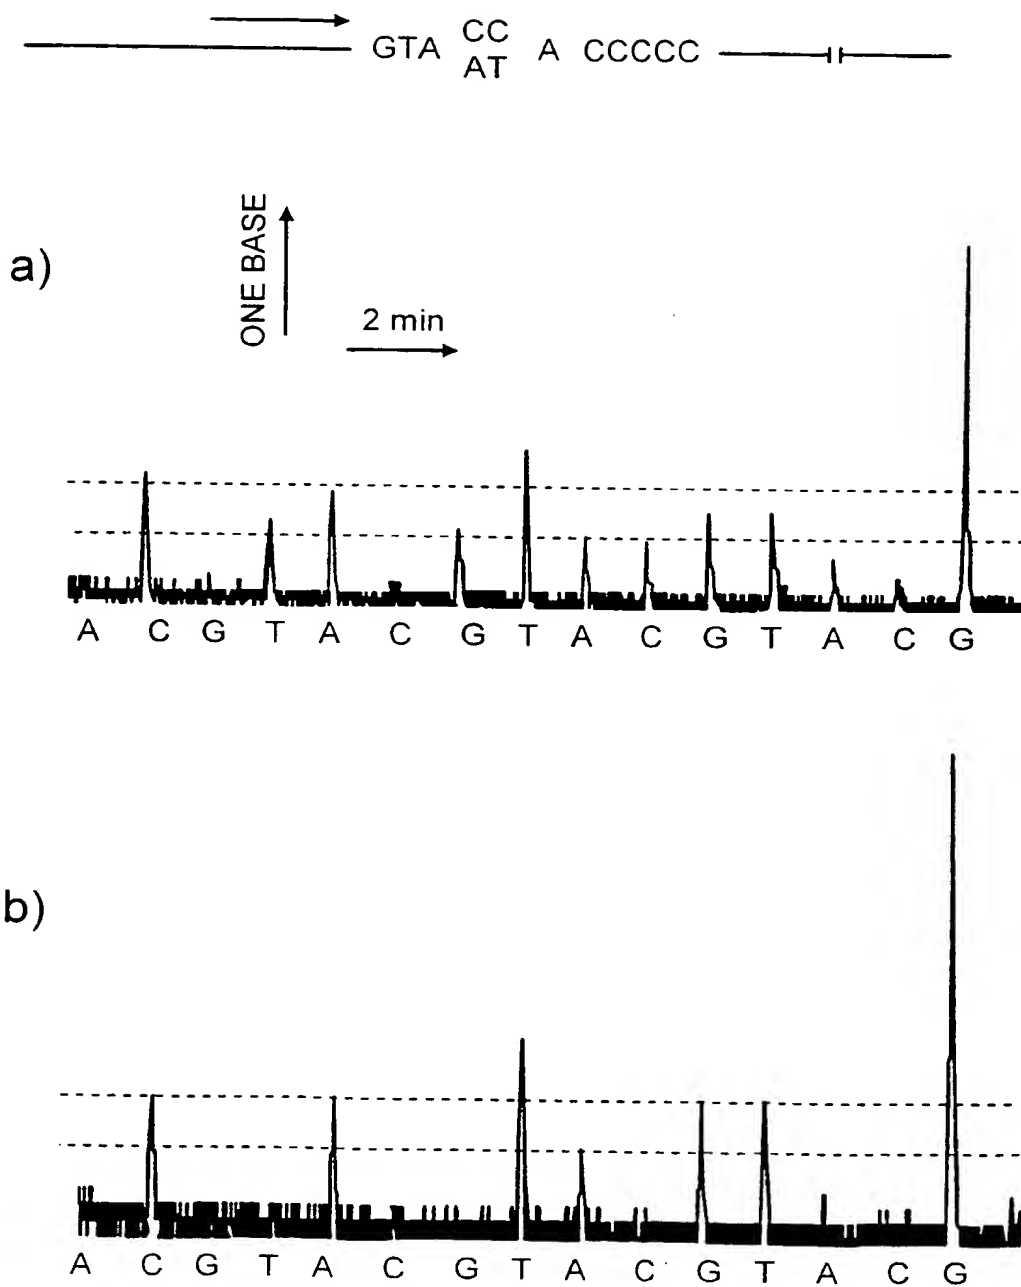 GTA CC A CCCCC
AT
ONE BASE
a)
2 min
A C G T A C G T A C G T A C G
b)
A C G T A C G T A C G T A C G